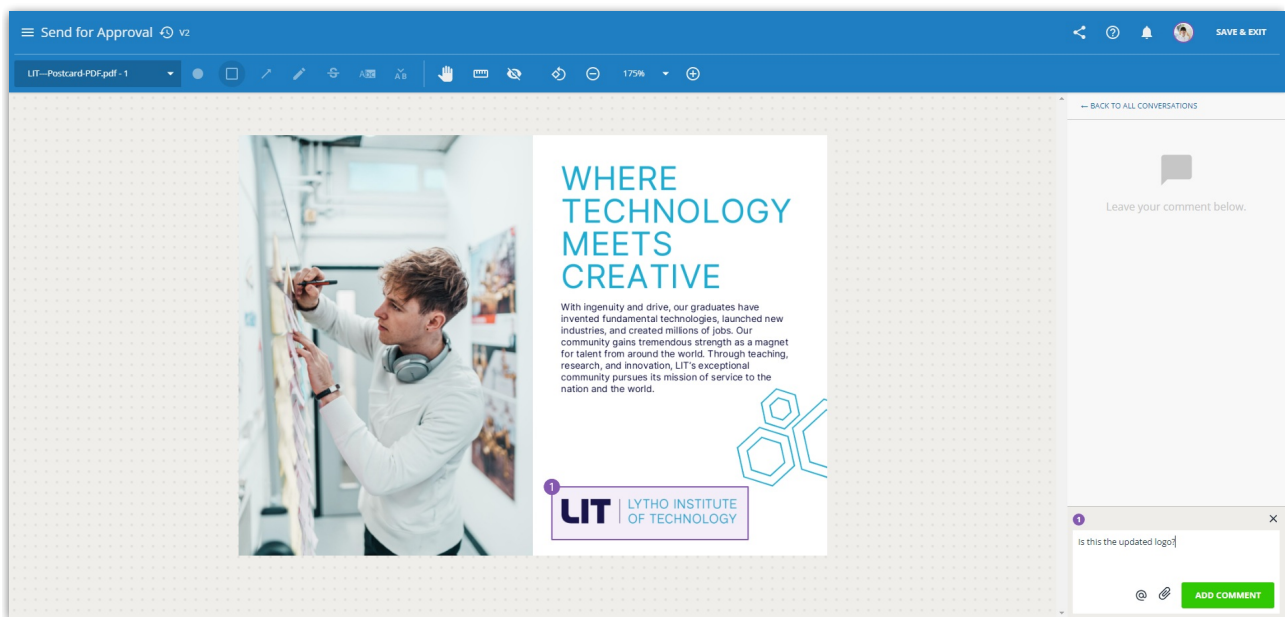 Send for Approval V2
SAVE & EXIT
LIT—Postcard-PDF.pdf - 1
175%
← BACK TO ALL CONVERSATIONS
Leave your comment below.
WHERE
TECHNOLOGY
MEETS
CREATIVE
With ingenuity and drive, our graduates have
invented fundamental technologies, launched new
industries, and created millions of jobs. Our
community gains tremendous strength as a magnet
for talent from around the world. Through teaching,
research, and innovation, LIT's exceptional
community pursues its mission of service to the
nation and the world.
1
LIT
LYTHO INSTITUTE
OF TECHNOLOGY
1
Is this the updated logo?
@
ADD COMMENT